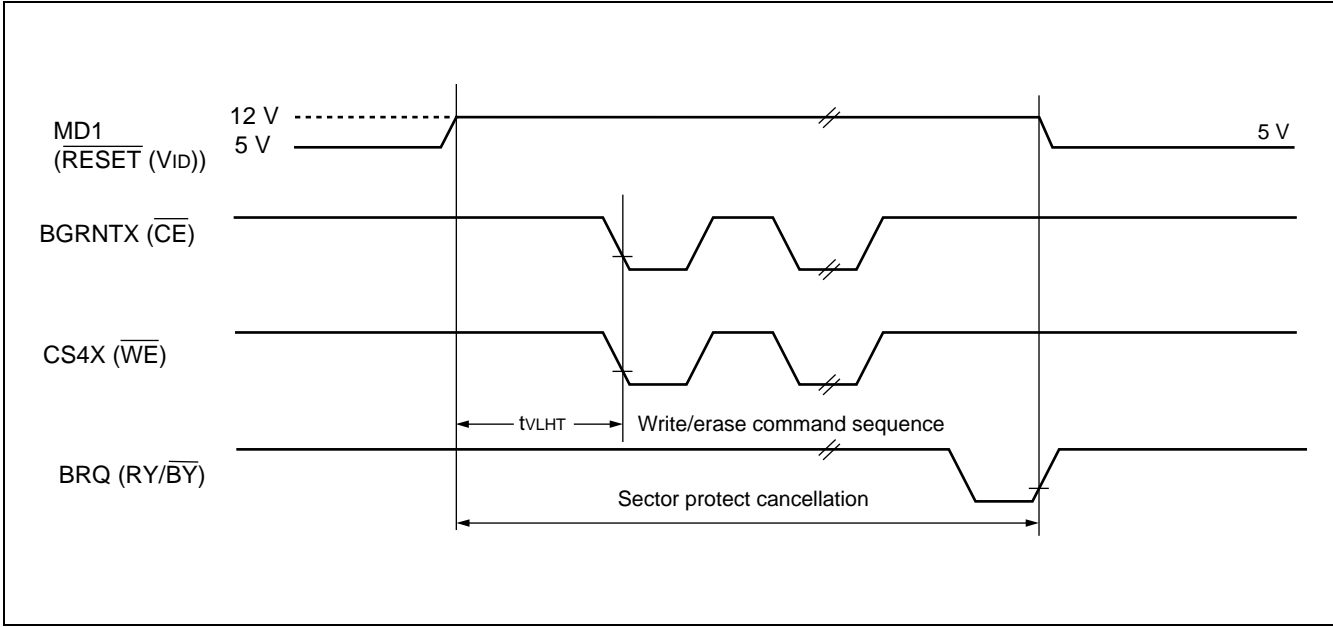 12 V
MD1
5 V
5 V
(RESET (VID))
BGRNTX (CE)
CS4X (WE)
tVLHT
Write/erase command sequence
BRQ (RY/BY)
Sector protect cancellation